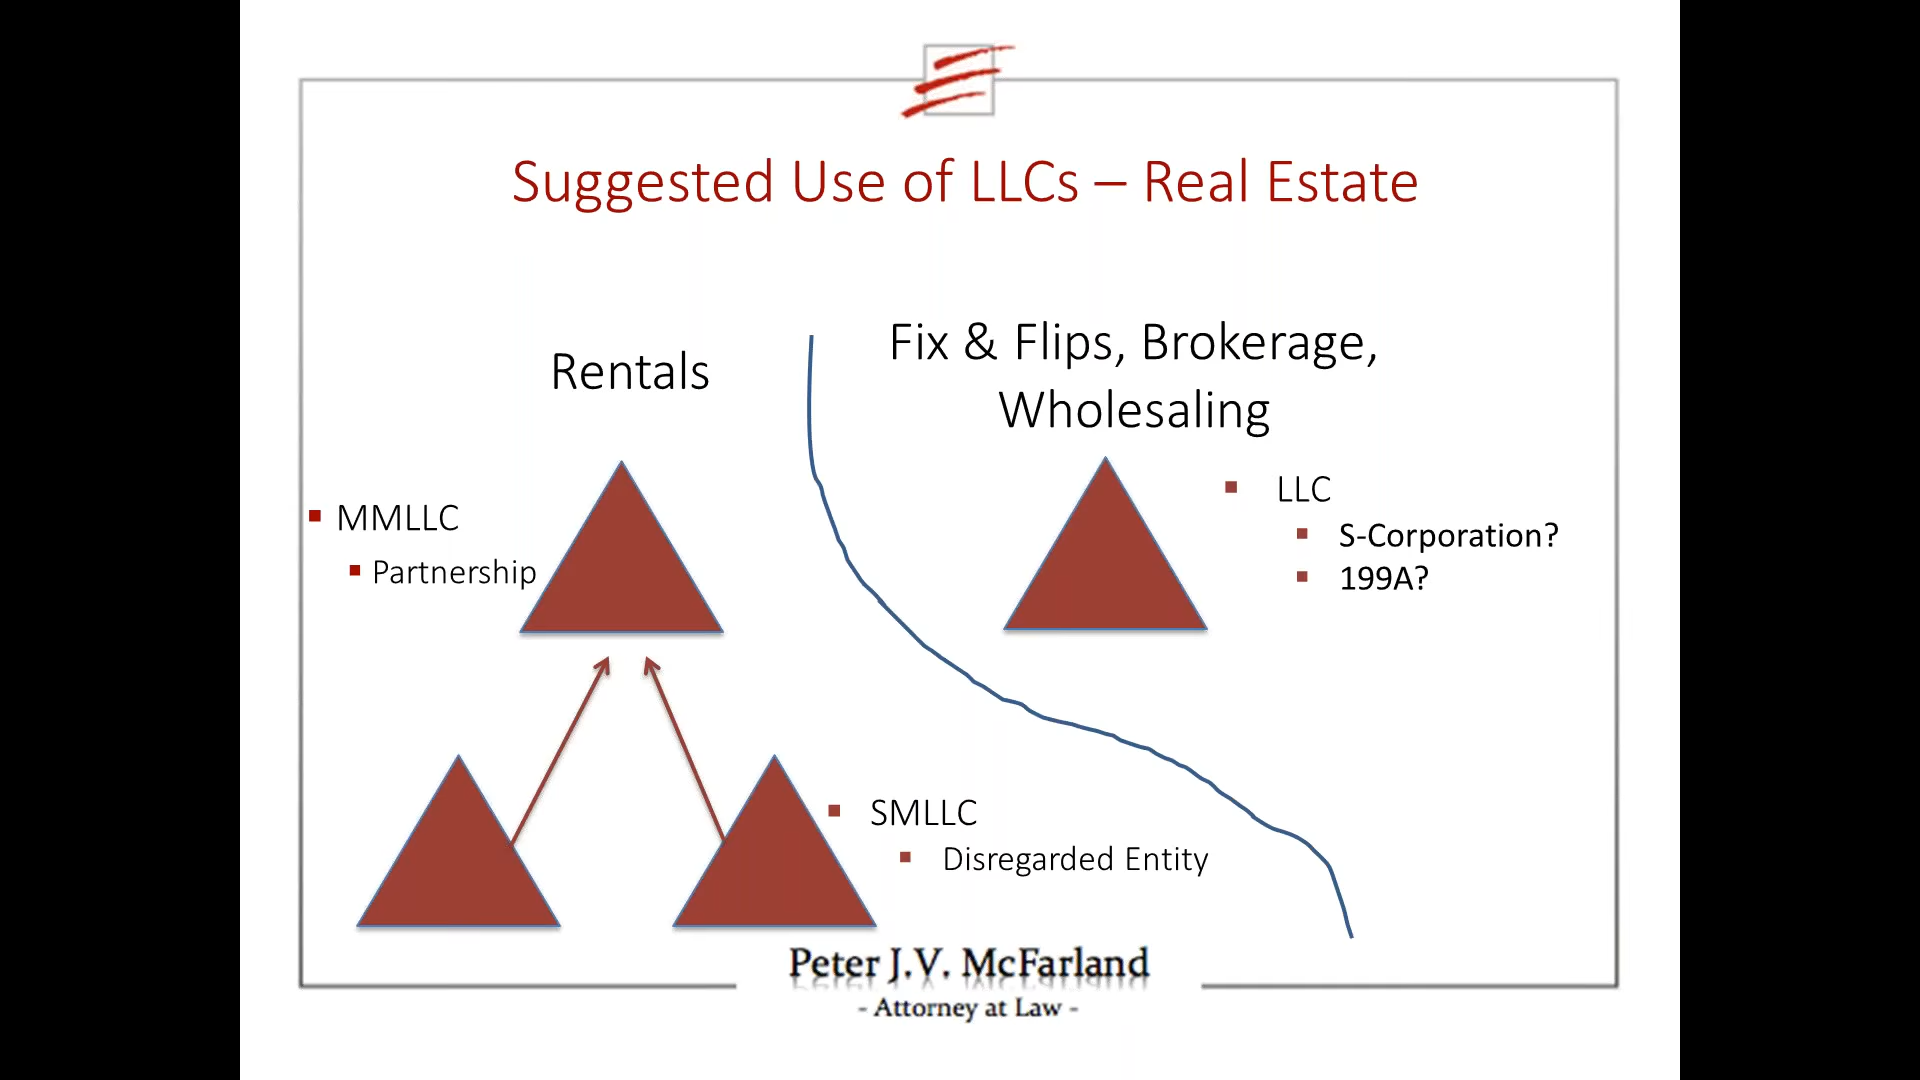 Suggested Use of LLCs – Real Estate
Rentals
Fix & Flips, Brokerage,
Wholesaling
MMLLC
Partnership
LLC
S-Corporation?
199A?
SMLLC
Disregarded Entity
Peter J.V. McFarland
- Attorney at Law -